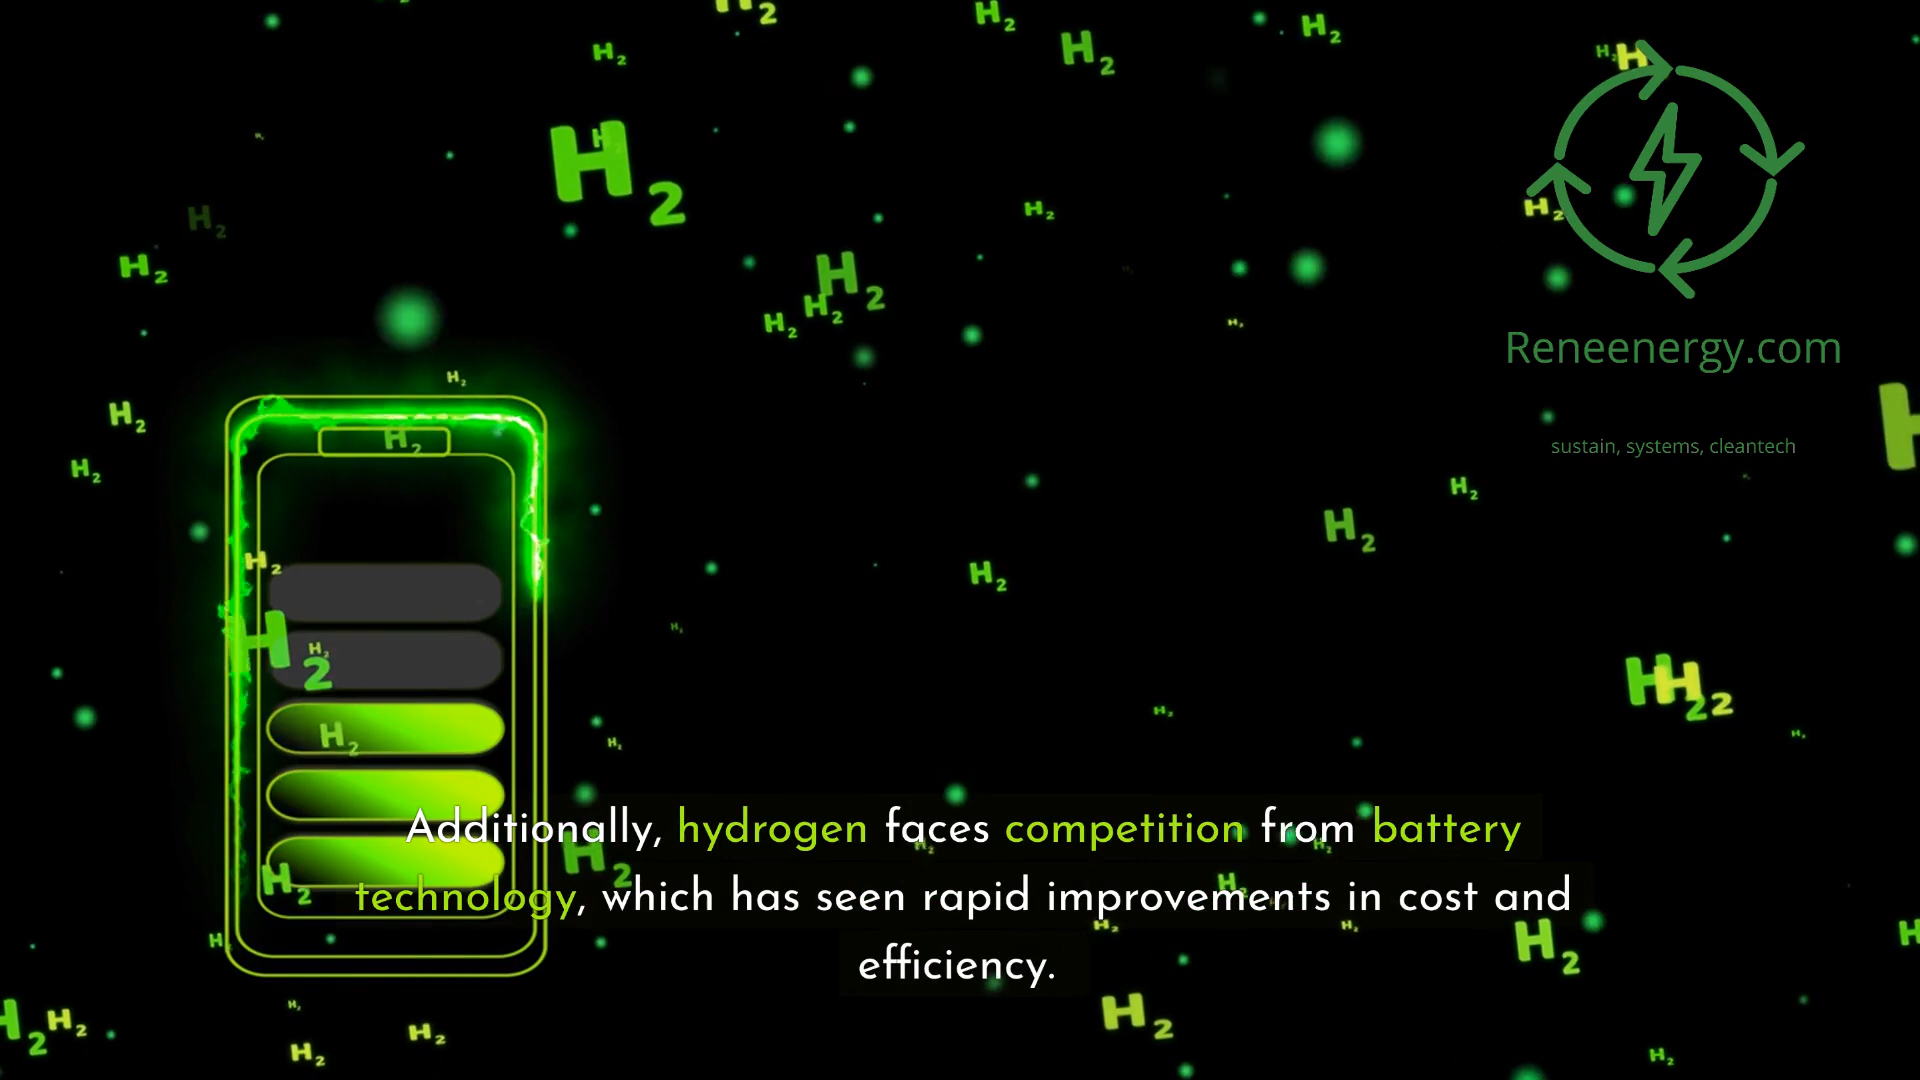 Reneenergy.com
sustain, systems, cleantech
H₂
Additionally, hydrogen faces competition from battery
technology, which has seen rapid improvements in cost and
efficiency.